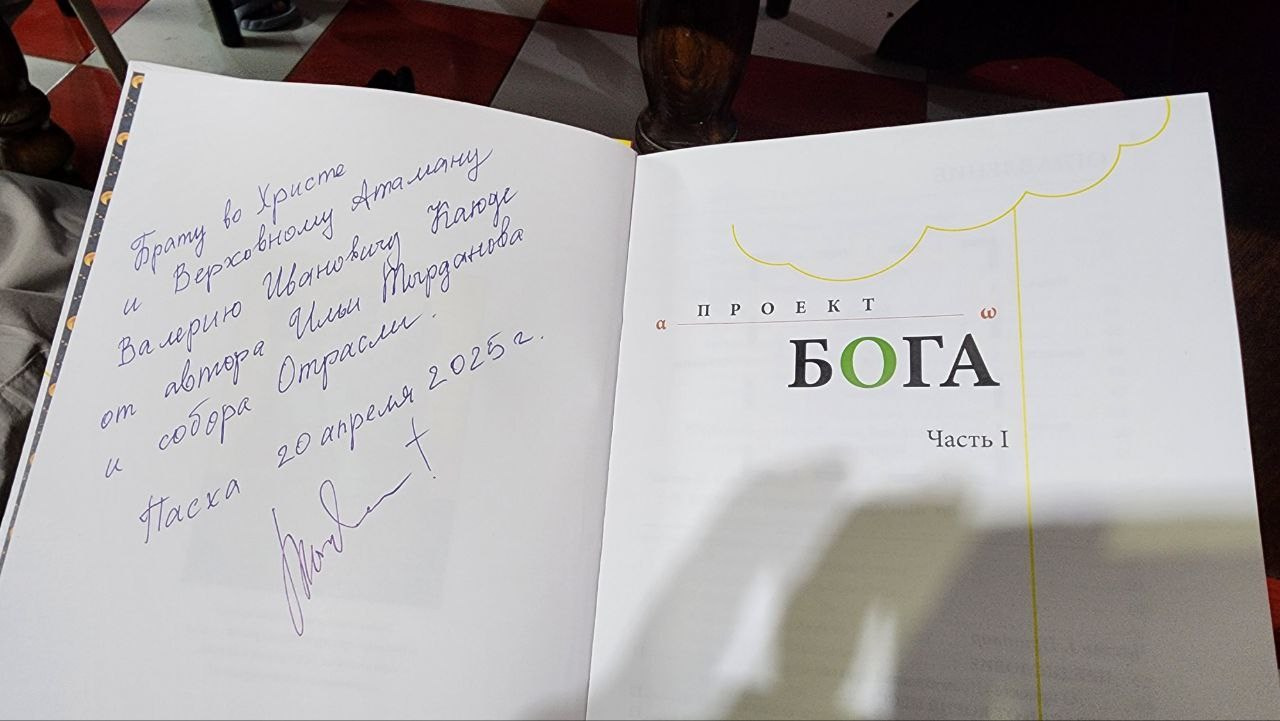 Брату во Христе
и Верховному Атаману
Валерию Ивановичу Каюде
от автора Ильи
и собора Отрасли.
Пасха 20 апреля 2025 г.
ПРОЕКТ
α ω
БОГА
Часть I